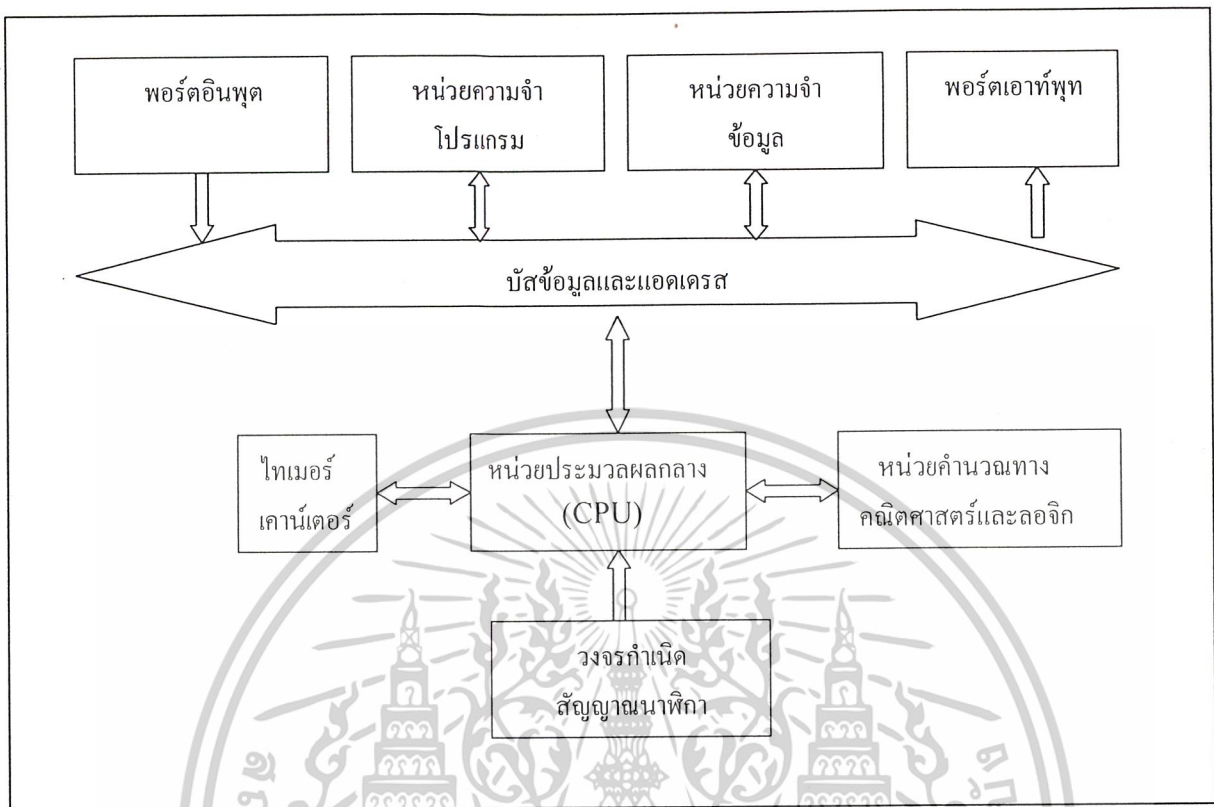 พอร์ตอินพุต
หน่วยความจำ
โปรแกรม
หน่วยความจำ
ข้อมูล
พอร์ตเอาท์พุท
บัสข้อมูลและแอดเดรส
ไทเมอร์
เคาน์เตอร์
หน่วยประมวลผลกลาง
(CPU)
หน่วยคำนวณทาง
คณิตศาสตร์และลอจิก
วงจรกำเนิด
สัญญาณนาฬิกา